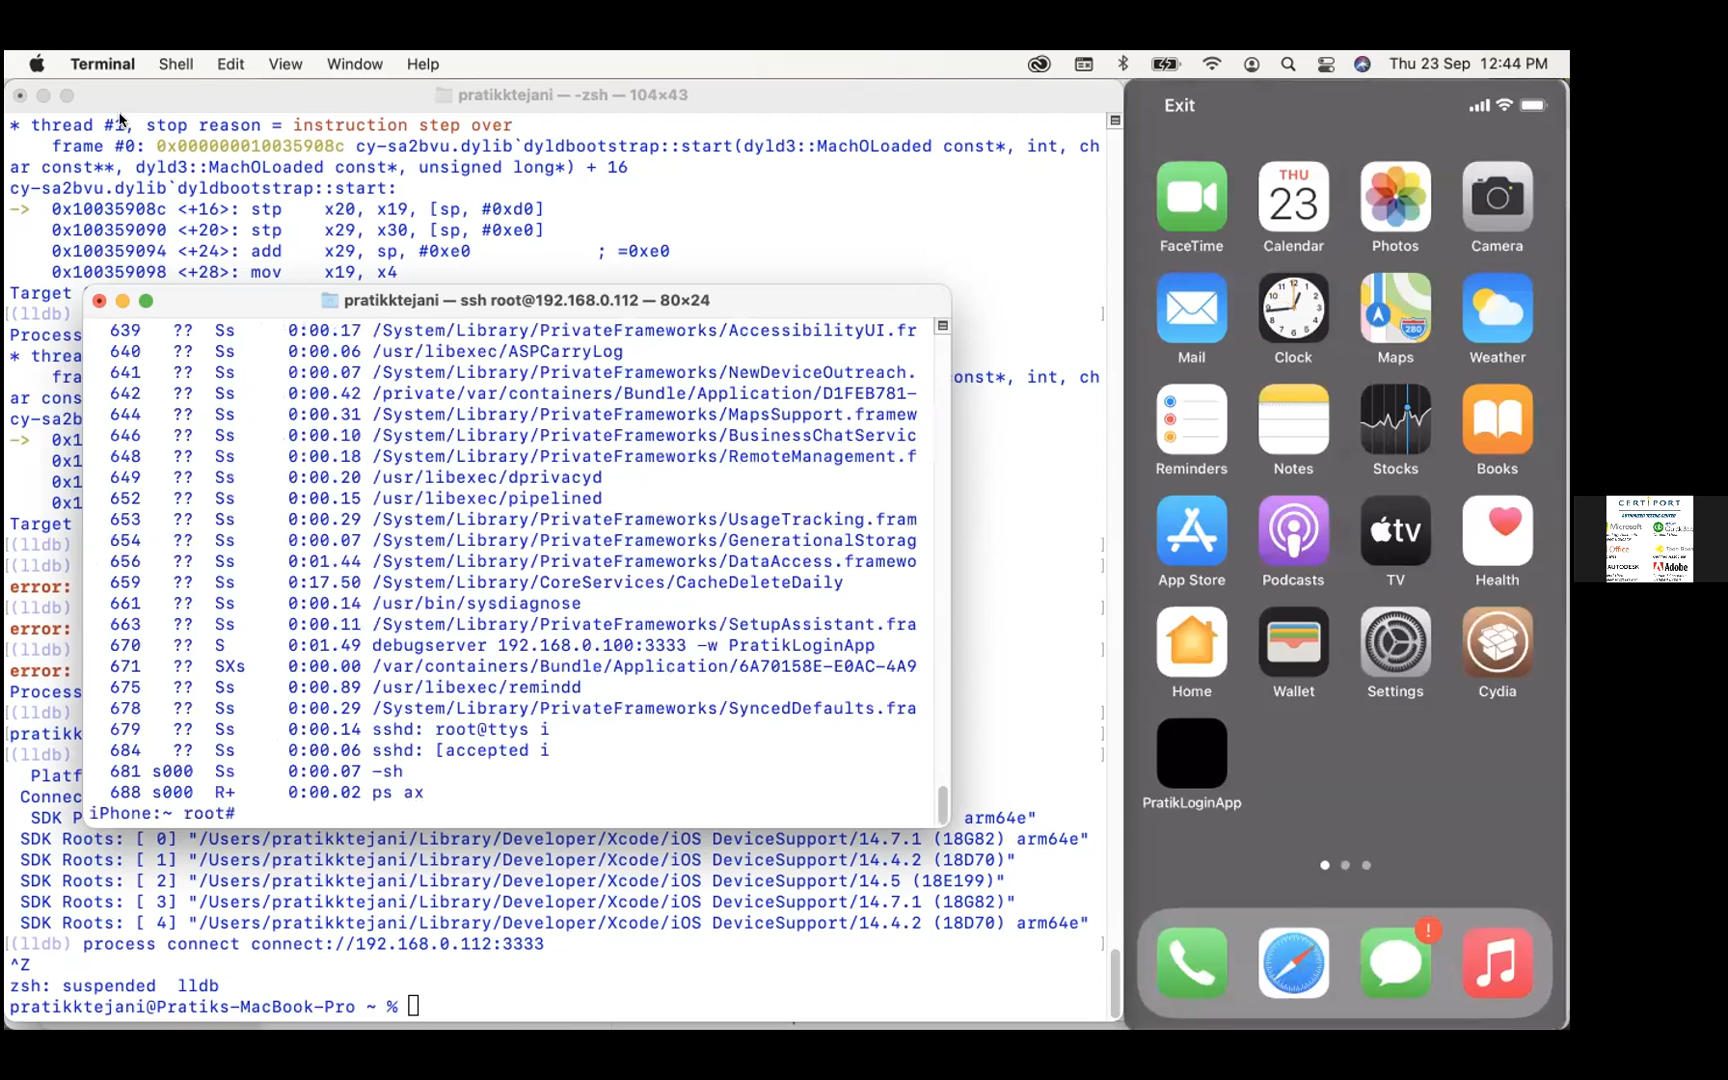 Terminal Shell Edit View Window Help Thu 23 Sep 12:44 PM
pratikktejani — -zsh — 104×43
* thread #1, stop reason = instruction step over
frame #0: 0x000000010035908c cy-sa2bvu.dylib`dyldbootstrap::start(dyld3::MachOLoaded const*, int, ch
ar const**, dyld3::MachOLoaded const*, unsigned long*) + 16
cy-sa2bvu.dylib`dyldbootstrap::start:
-> 0x10035908c <+16>: stp x20, x19, [sp, #0xd0]
0x100359090 <+20>: stp x29, x30, [sp, #0xe0]
0x100359094 <+24>: add x29, sp, #0xe0 ; =0xe0
0x100359098 <+28>: mov x19, x4
Target
[(lldb) ]
Process
* threa
fra onst*, int, ch
ar cons
cy-sa2b
-> 0x1
0x1
0x1
0x1
Target
[(lldb) ]
[(lldb) ]
error:
[(lldb) ]
error:
[(lldb) ]
error:
Process
[(lldb) ]
[pratikk ]
[(lldb) ]
Platf
Connec
SDK P arm64e"
SDK Roots: [ 0] "/Users/pratikktejani/Library/Developer/Xcode/iOS DeviceSupport/14.7.1 (18G82) arm64e"
SDK Roots: [ 1] "/Users/pratikktejani/Library/Developer/Xcode/iOS DeviceSupport/14.4.2 (18D70)"
SDK Roots: [ 2] "/Users/pratikktejani/Library/Developer/Xcode/iOS DeviceSupport/14.5 (18E199)"
SDK Roots: [ 3] "/Users/pratikktejani/Library/Developer/Xcode/iOS DeviceSupport/14.7.1 (18G82)"
SDK Roots: [ 4] "/Users/pratikktejani/Library/Developer/Xcode/iOS DeviceSupport/14.4.2 (18D70) arm64e"
[(lldb) process connect connect://192.168.0.112:3333 ]
^Z
zsh: suspended lldb
pratikktejani@Pratiks-MacBook-Pro ~ %
pratikktejani — ssh root@192.168.0.112 — 80×24
639 ?? Ss 0:00.17 /System/Library/PrivateFrameworks/AccessibilityUI.fr
640 ?? Ss 0:00.06 /usr/libexec/ASPCarryLog
641 ?? Ss 0:00.07 /System/Library/PrivateFrameworks/NewDeviceOutreach.
642 ?? Ss 0:00.42 /private/var/containers/Bundle/Application/D1FEB781-
644 ?? Ss 0:00.31 /System/Library/PrivateFrameworks/MapsSupport.framew
646 ?? Ss 0:00.10 /System/Library/PrivateFrameworks/BusinessChatServic
648 ?? Ss 0:00.18 /System/Library/PrivateFrameworks/RemoteManagement.f
649 ?? Ss 0:00.20 /usr/libexec/dprivacyd
652 ?? Ss 0:00.15 /usr/libexec/pipelined
653 ?? Ss 0:00.29 /System/Library/PrivateFrameworks/UsageTracking.fram
654 ?? Ss 0:00.07 /System/Library/PrivateFrameworks/GenerationalStorag
656 ?? Ss 0:01.44 /System/Library/PrivateFrameworks/DataAccess.framewo
659 ?? Ss 0:17.50 /System/Library/CoreServices/CacheDeleteDaily
661 ?? Ss 0:00.14 /usr/bin/sysdiagnose
663 ?? Ss 0:00.11 /System/Library/PrivateFrameworks/SetupAssistant.fra
670 ?? S 0:01.49 debugserver 192.168.0.100:3333 -w PratikLoginApp
671 ?? SXs 0:00.00 /var/containers/Bundle/Application/6A70158E-E0AC-4A9
675 ?? Ss 0:00.89 /usr/libexec/remindd
678 ?? Ss 0:00.29 /System/Library/PrivateFrameworks/SyncedDefaults.fra
679 ?? Ss 0:00.14 sshd: root@ttys i
684 ?? Ss 0:00.06 sshd: [accepted i
681 s000 Ss 0:00.07 -sh
688 s000 R+ 0:00.02 ps ax
iPhone:~ root#
Exit
THU
23
FaceTime Calendar Photos Camera
12
280
Mail Clock Maps Weather
Reminders Notes Stocks Books
tv
App Store Podcasts TV Health
Home Wallet Settings Cydia
PratikLoginApp
!
CERTIPORT
Microsoft
Office
AUTODESK Adobe